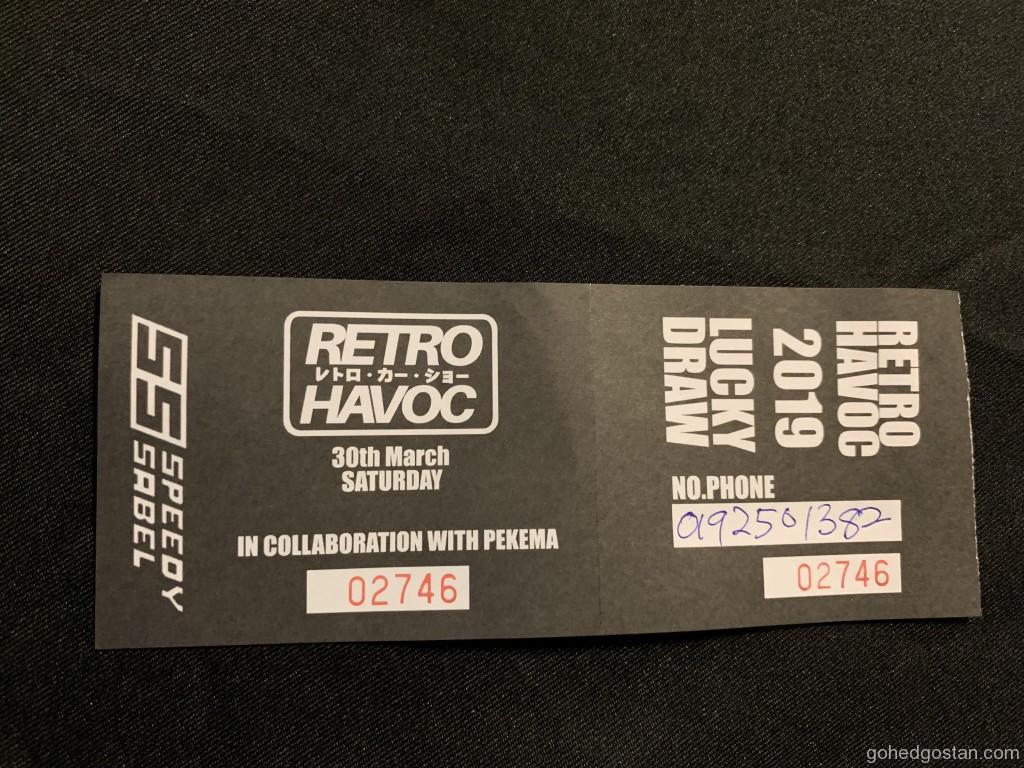 SS
SPEEDY
SABEL
RETRO
レトロ・カー・ショー
HAVOC
30th March
SATURDAY
IN COLLABORATION WITH PEKEMA
02746
RETRO
HAVOC
2019
LUCKY
DRAW
NO.PHONE
0192501382
02746
gohedgostan.com